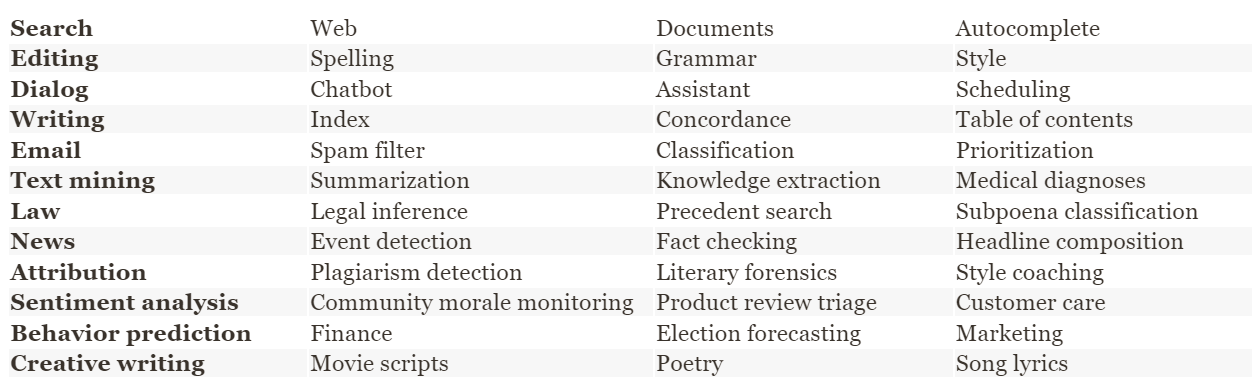 Search Web Documents Autocomplete
Editing Spelling Grammar Style
Dialog Chatbot Assistant Scheduling
Writing Index Concordance Table of contents
Email Spam filter Classification Prioritization
Text mining Summarization Knowledge extraction Medical diagnoses
Law Legal inference Precedent search Subpoena classification
News Event detection Fact checking Headline composition
Attribution Plagiarism detection Literary forensics Style coaching
Sentiment analysis Community morale monitoring Product review triage Customer care
Behavior prediction Finance Election forecasting Marketing
Creative writing Movie scripts Poetry Song lyrics